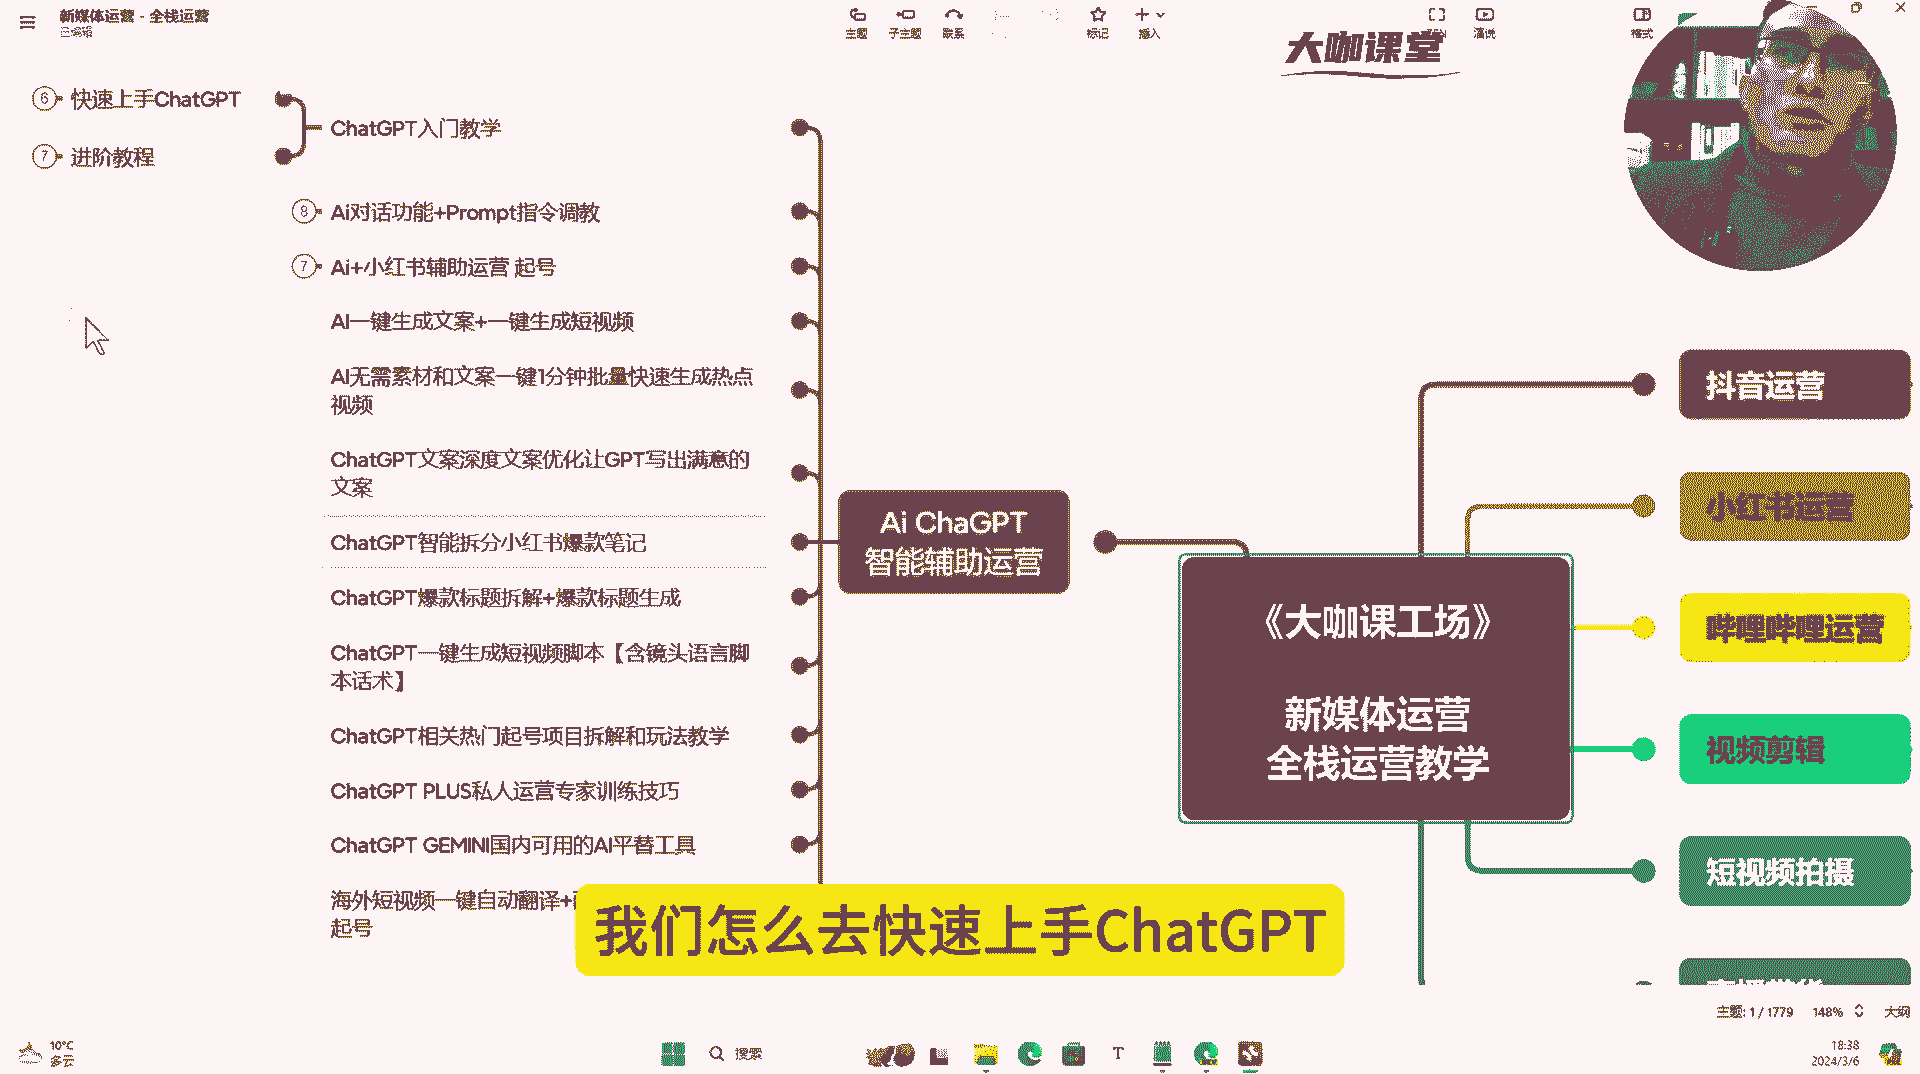 新媒体运营 - 全栈运营
已编辑
主题
子主题
联系
标记
插入
演说
格式
大咖课堂
6 快速上手ChatGPT
7 进阶教程
ChatGPT入门教学
8 Ai对话功能+Prompt指令调教
7 Ai+小红书辅助运营 起号
AI一键生成文案+一键生成短视频
AI无需素材和文案一键1分钟批量快速生成热点
视频
ChatGPT文案深度文案优化让GPT写出满意的
文案
ChatGPT智能拆分小红书爆款笔记
ChatGPT爆款标题拆解+爆款标题生成
ChatGPT一键生成短视频脚本【含镜头语言脚
本话术】
ChatGPT相关热门起号项目拆解和玩法教学
ChatGPT PLUS私人运营专家训练技巧
ChatGPT GEMINI国内可用的AI平替工具
海外短视频一键自动翻译+
起号
Ai ChaGPT
智能辅助运营
《大咖课工场》
新媒体运营
全栈运营教学
抖音运营
小红书运营
哔哩哔哩运营
视频剪辑
短视频拍摄
我们怎么去快速上手ChatGPT
主题: 1 / 1779
148%
大纲
10°C
多云
搜索
18:38
2024/3/6